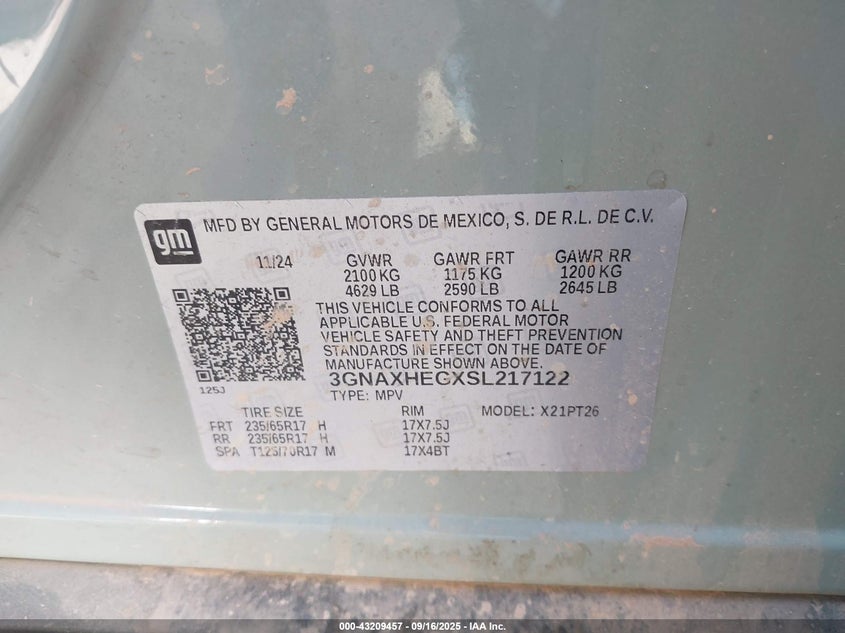 gm
MFD BY GENERAL MOTORS DE MEXICO, S. DE R.L. DE C.V.
11/24 GVWR GAWR FRT GAWR RR
2100 KG 1175 KG 1200 KG
4629 LB 2590 LB 2645 LB
THIS VEHICLE CONFORMS TO ALL
APPLICABLE U.S. FEDERAL MOTOR
VEHICLE SAFETY AND THEFT PREVENTION
STANDARDS IN EFFECT ON THE DATE OF
MANUFACTURE SHOWN ABOVE.
3GNAXHEGXSL217122
125J
TYPE: MPV
TIRE SIZE RIM MODEL: X21PT26
FRT 235/65R17 H 17X7.5J
RR 235/65R17 H 17X7.5J
SPA T125/70R17 M 17X4BT
000-43209457 - 09/16/2025 - IAA Inc.